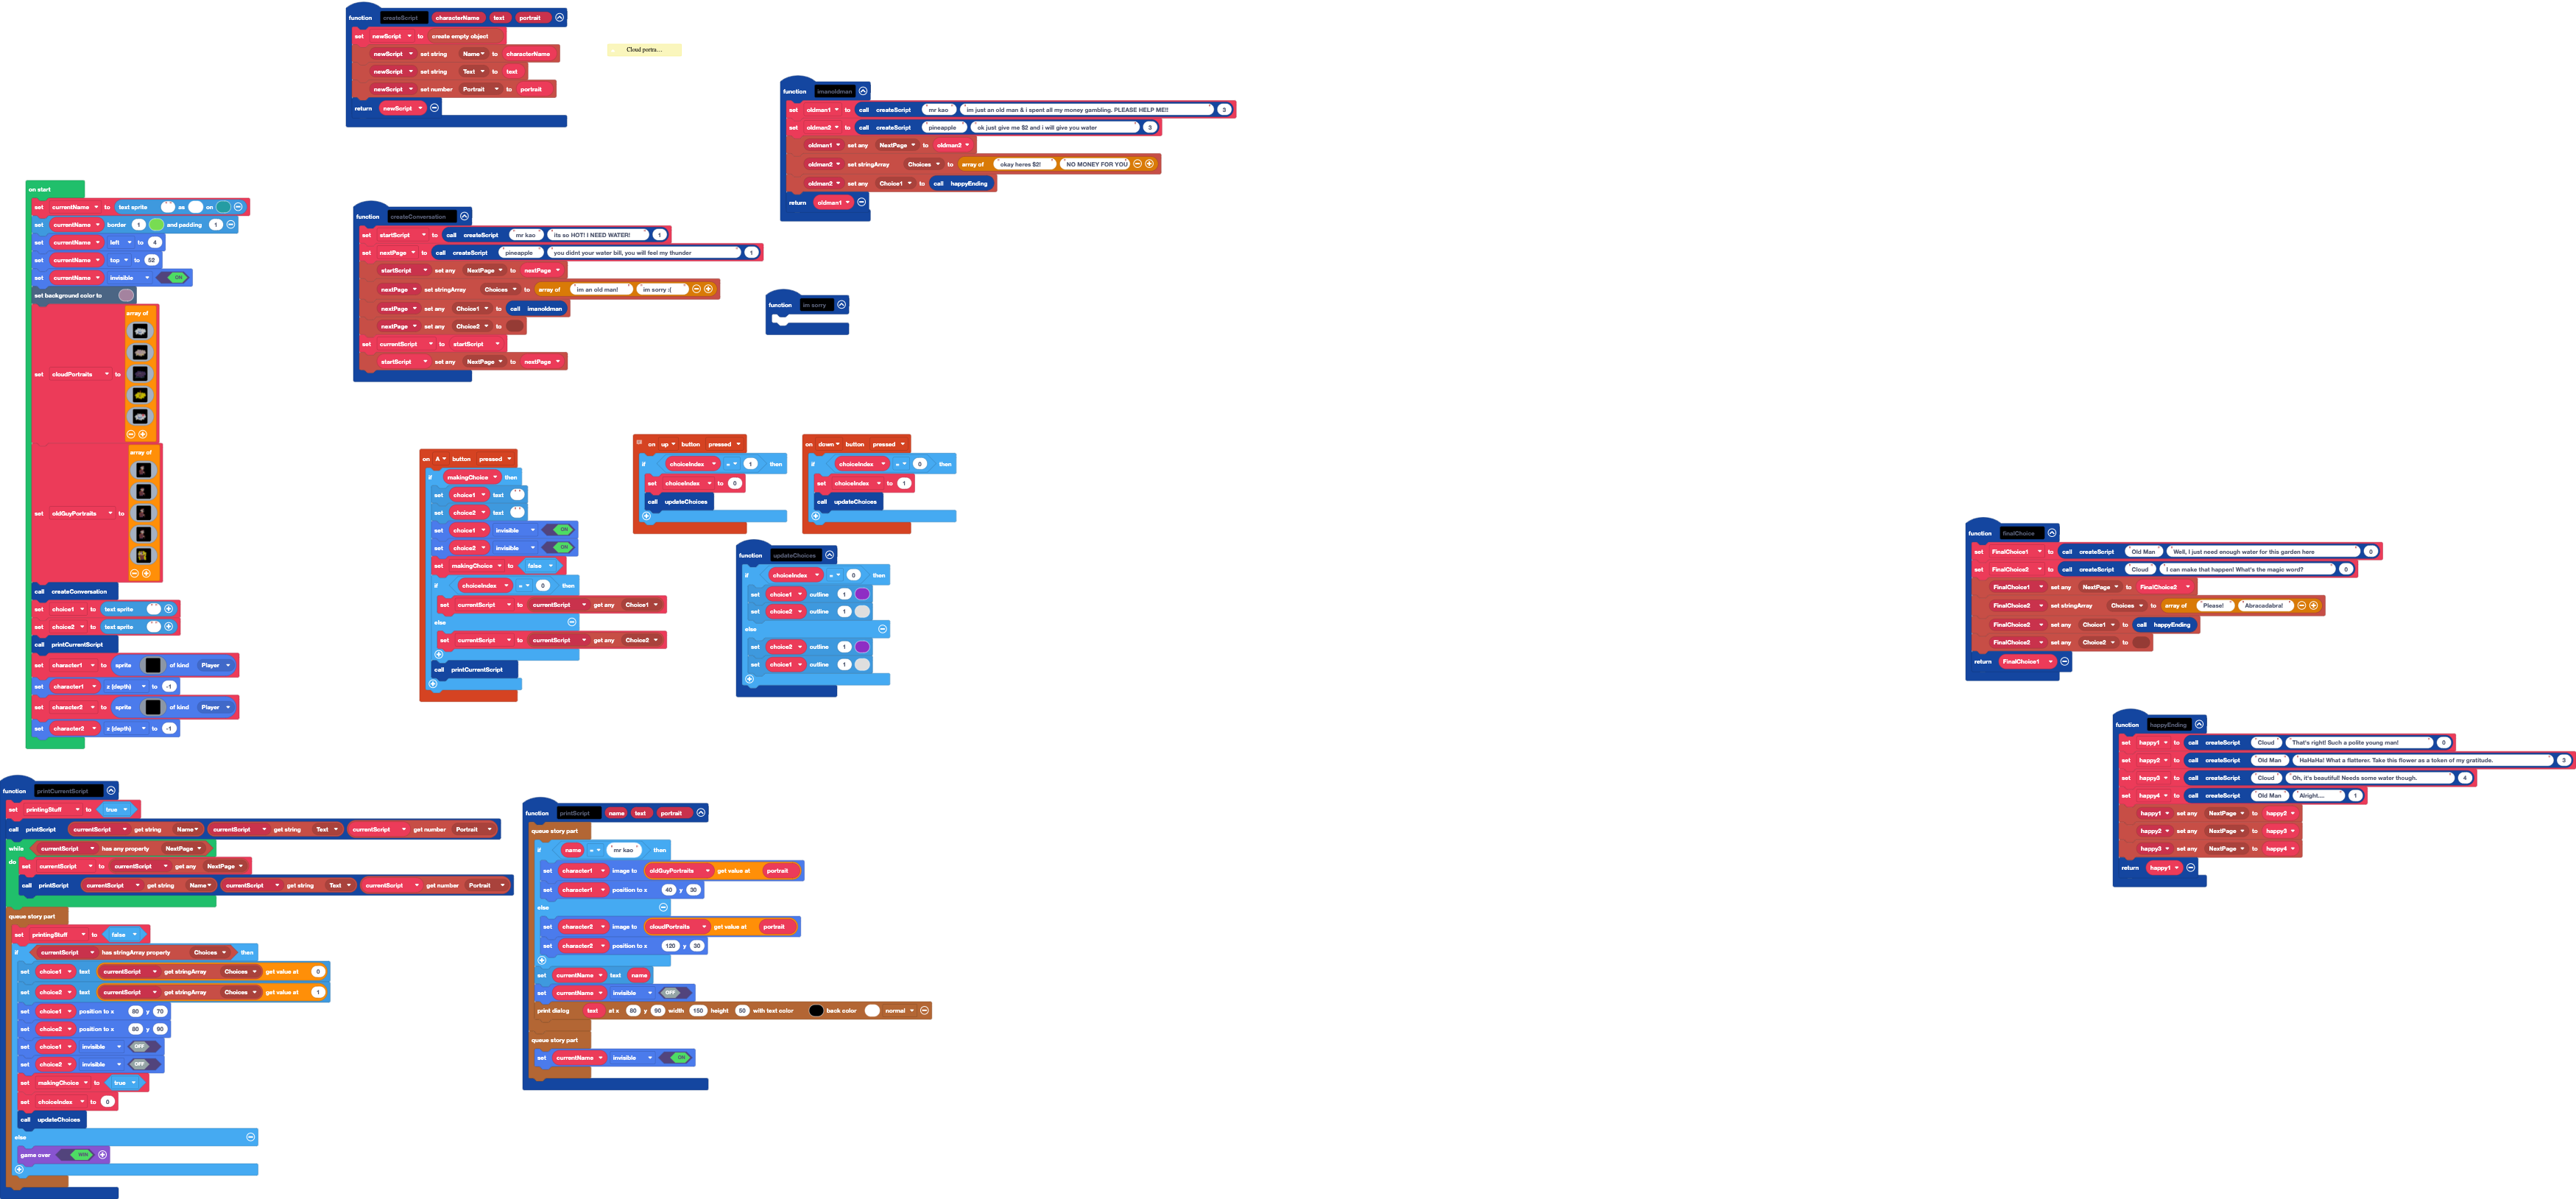 function createScript characterName text portrait
set newScript to create empty object
newScript set string Name to characterName
newScript set string Text to text
newScript set number Portrait to portrait
return newScript
Cloud portra...
function imanoldman
set oldman1 to call createScript "mr kao" "im just an old man & i spent all my money gambling. PLEASE HELP ME!!" 3
set oldman2 to call createScript "pineapple" "ok just give me $2 and i will give you water" 3
oldman1 set any NextPage to oldman2
oldman2 set stringArray Choices to array of "okay heres $2!" "NO MONEY FOR YOU"
oldman2 set any Choice1 to call happyEnding
return oldman1
on start
set currentName to text sprite " " as on
set currentName border 1 and padding 1
set currentName left to 4
set currentName top to 52
set currentName invisible ON
set background color to
set cloudPortraits to array of
set oldGuyPortraits to array of
call createConversation
set choice1 to text sprite " "
set choice2 to text sprite " "
call printCurrentScript
set character1 to sprite of kind Player
set character1 z (depth) to -1
set character2 to sprite of kind Player
set character2 z (depth) to -1
function createConversation
set startScript to call createScript "mr kao" "its so HOT! I NEED WATER!" 1
set nextPage to call createScript "pineapple" "you didnt your water bill, you will feel my thunder" 1
startScript set any NextPage to nextPage
nextPage set stringArray Choices to array of "im an old man!" "im sorry :("
nextPage set any Choice1 to call imanoldman
nextPage set any Choice2 to
set currentScript to startScript
startScript set any NextPage to nextPage
function im sorry
on A button pressed
if makingChoice then
set choice1 text " "
set choice2 text " "
set choice1 invisible ON
set choice2 invisible ON
set makingChoice to false
if choiceIndex = 0 then
set currentScript to currentScript get any Choice1
else
set currentScript to currentScript get any Choice2
call printCurrentScript
on up button pressed
if choiceIndex = 1 then
set choiceIndex to 0
call updateChoices
on down button pressed
if choiceIndex = 0 then
set choiceIndex to 1
call updateChoices
function updateChoices
if choiceIndex = 0 then
set choice1 outline 1
set choice2 outline 1
else
set choice2 outline 1
set choice1 outline 1
function finalChoice
set FinalChoice1 to call createScript "Old Man" "Well, I just need enough water for this garden here" 0
set FinalChoice2 to call createScript "Cloud" "I can make that happen! What's the magic word?" 0
FinalChoice1 set any NextPage to FinalChoice2
FinalChoice2 set stringArray Choices to array of "Please!" "Abracadabra!"
FinalChoice2 set any Choice1 to call happyEnding
FinalChoice2 set any Choice2 to
return FinalChoice1
function happyEnding
set happy1 to call createScript "Cloud" "That's right! Such a polite young man!" 0
set happy2 to call createScript "Old Man" "HaHaHa! What a flatterer. Take this flower as a token of my gratitude." 3
set happy3 to call createScript "Cloud" "Oh, it's beautiful! Needs some water though." 4
set happy4 to call createScript "Old Man" "Alright...." 1
happy1 set any NextPage to happy2
happy2 set any NextPage to happy3
happy3 set any NextPage to happy4
return happy1
function printCurrentScript
set printingStuff to true
call printScript currentScript get string Name currentScript get string Text currentScript get number Portrait
while currentScript has any property NextPage
do set currentScript to currentScript get any NextPage
call printScript currentScript get string Name currentScript get string Text currentScript get number Portrait
queue story part
set printingStuff to false
if currentScript has stringArray property Choices then
set choice1 text currentScript get stringArray Choices get value at 0
set choice2 text currentScript get stringArray Choices get value at 1
set choice1 position to x 80 y 70
set choice2 position to x 80 y 90
set choice1 invisible OFF
set choice2 invisible OFF
set makingChoice to true
set choiceIndex to 0
call updateChoices
else
game over WIN
function printScript name text portrait
queue story part
if name = "mr kao" then
set character1 image to oldGuyPortraits get value at portrait
set character1 position to x 40 y 30
else
set character2 image to cloudPortraits get value at portrait
set character2 position to x 120 y 30
set currentName text name
set currentName invisible OFF
print dialog text at x 80 y 90 width 150 height 50 with text color back color normal
queue story part
set currentName invisible ON